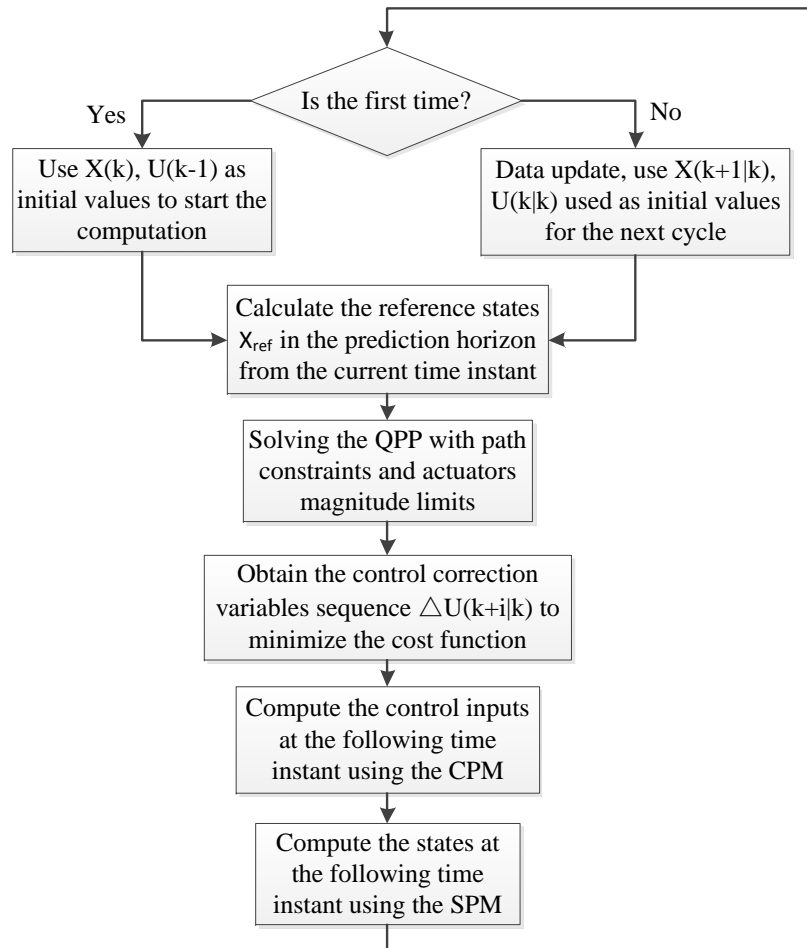 Is the first time?
Yes
No
Use X(k), U(k-1) as
initial values to start the
computation
Data update, use X(k+1|k),
U(k|k) used as initial values
for the next cycle
Calculate the reference states
Xref in the prediction horizon
from the current time instant
Solving the QPP with path
constraints and actuators
magnitude limits
Obtain the control correction
variables sequence △U(k+i|k) to
minimize the cost function
Compute the control inputs
at the following time
instant using the CPM
Compute the states at
the following time
instant using the SPM